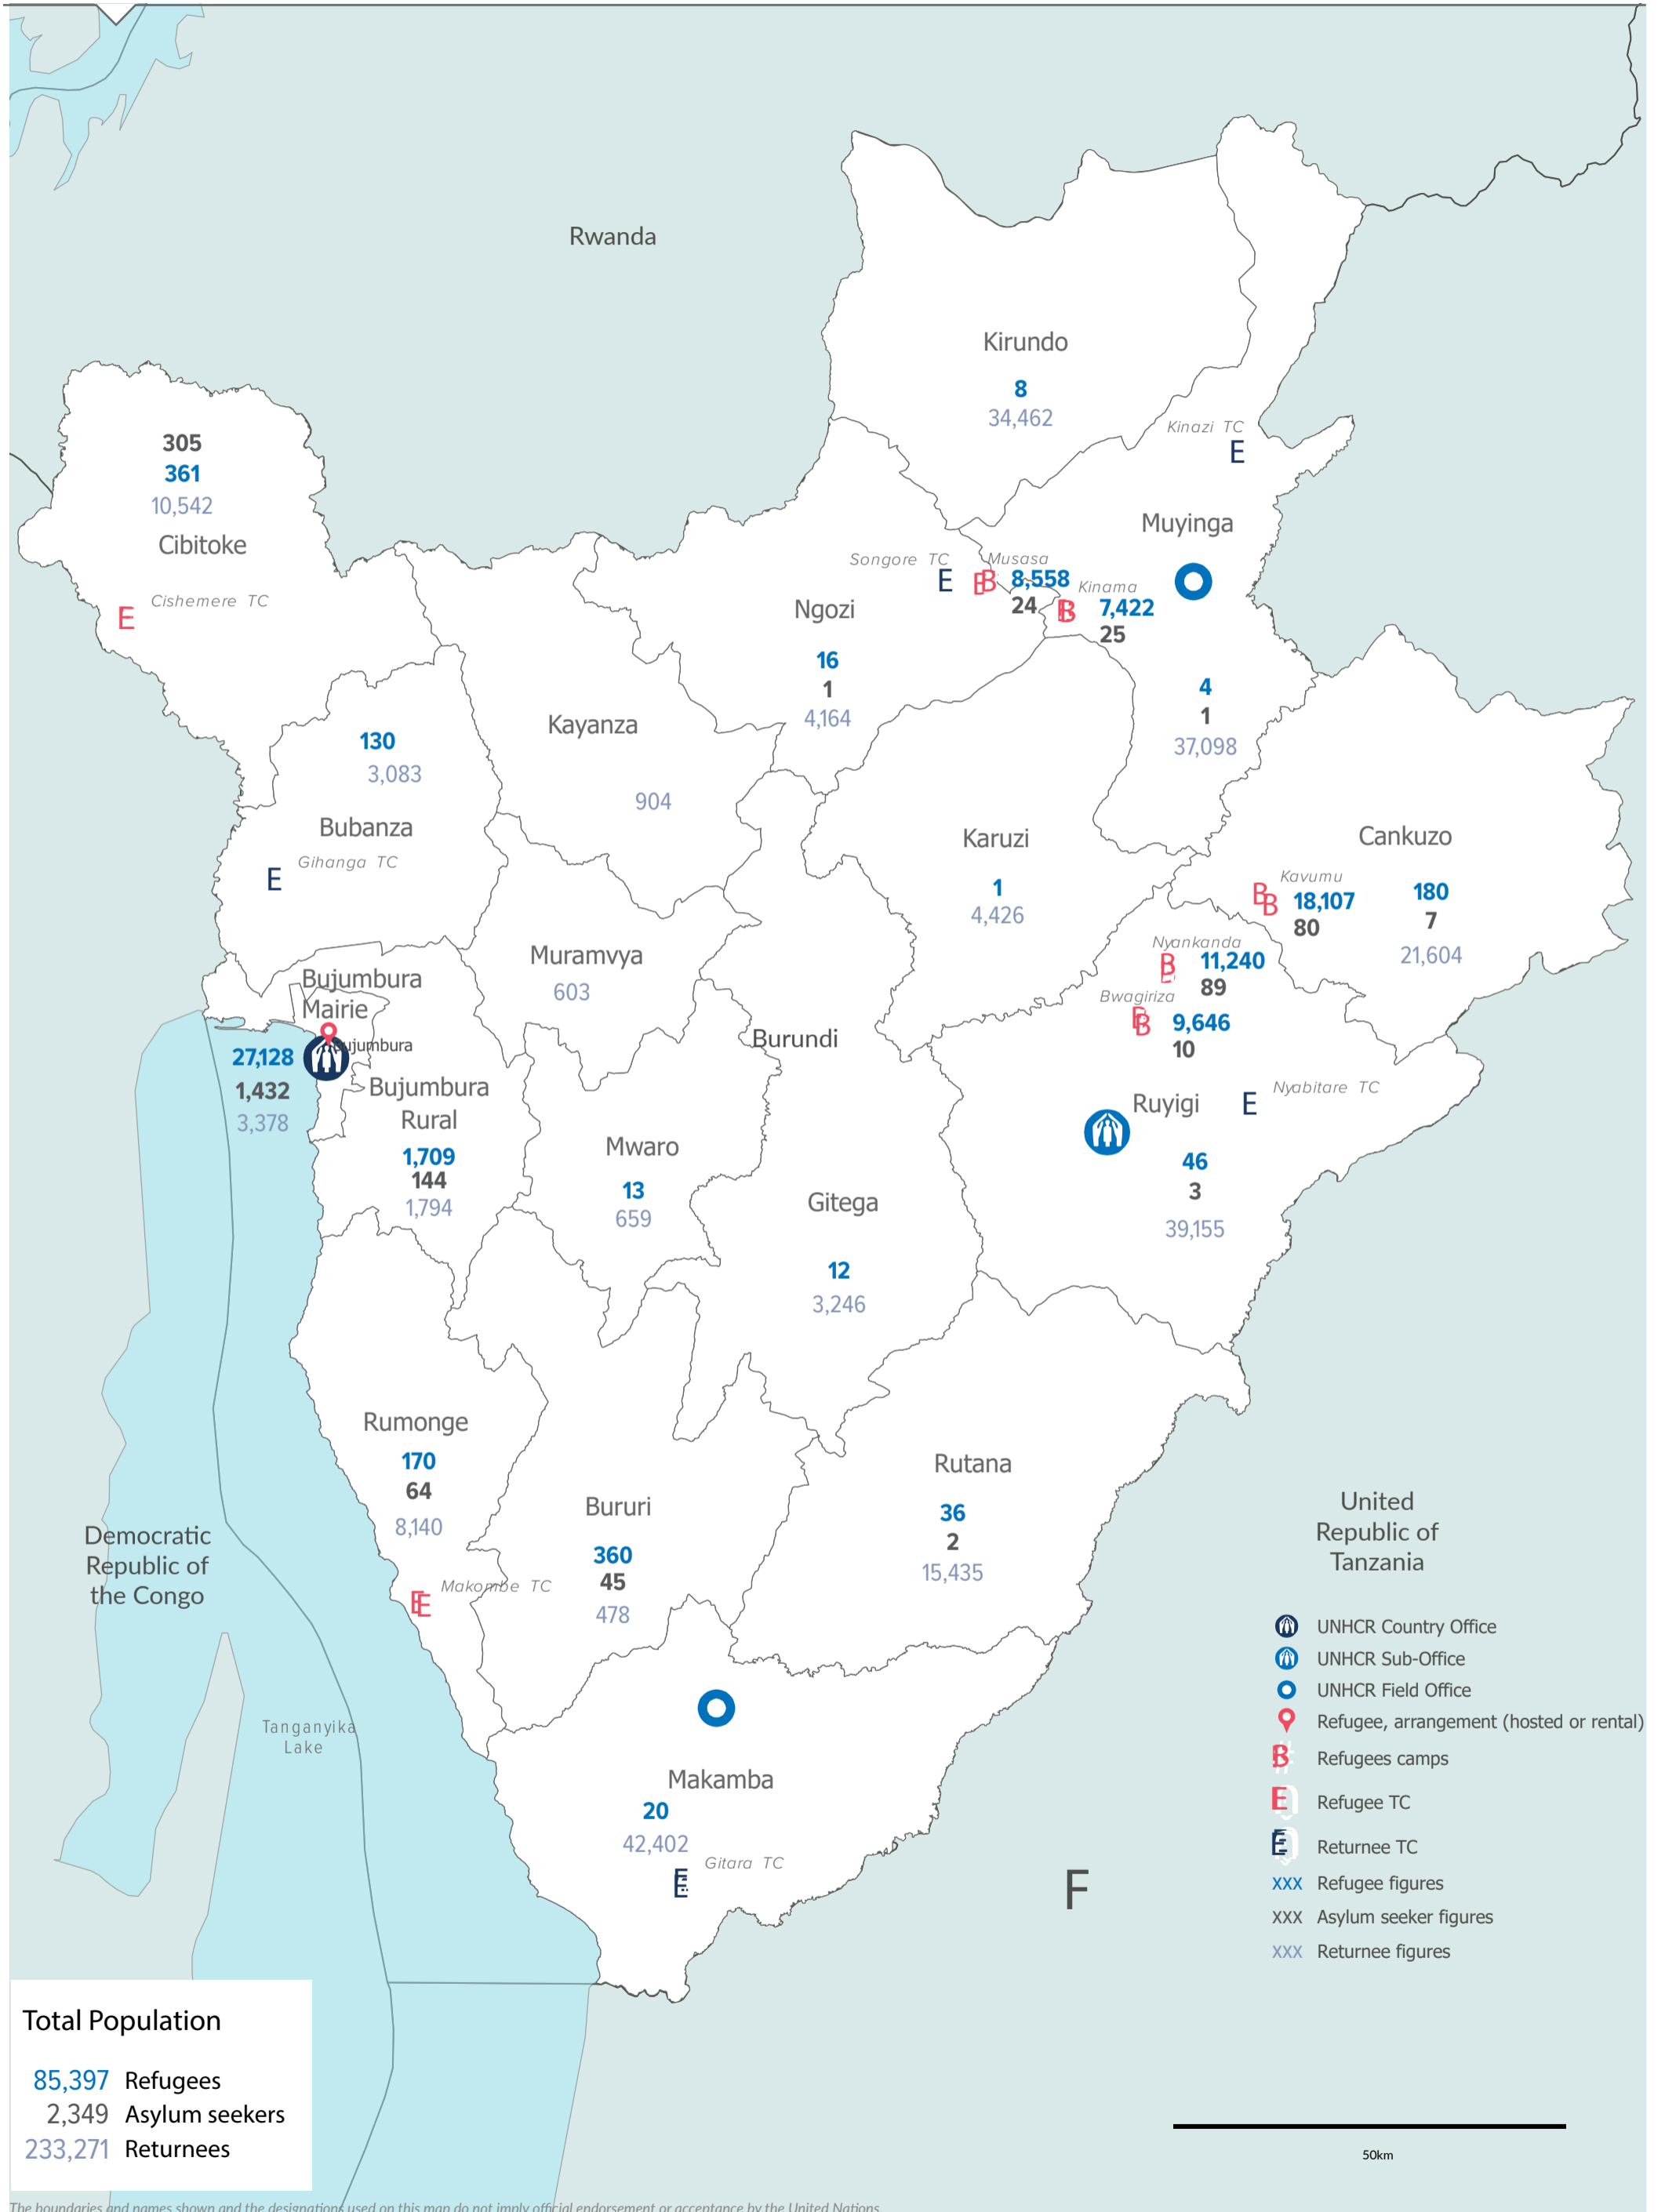 Rwanda
Kirundo
8
34,462
Kinazi TC
E
305
361
10,542
Cibitoke
Cishemere TC
E
Muyinga
Songore TC
E
Musasa
8,558
24
Kinama
7,422
25
Ngozi
16
1
4,164
4
1
37,098
130
3,083
Kayanza
904
Bubanza
Gihanga TC
E
Karuzi
1
4,426
Cankuzo
Kavumu
B
B
18,107
80
180
7
21,604
Nyankanda
B
11,240
89
Bwagiriza
B
9,646
10
Muramvya
603
Bujumbura
Mairie
Bujumbura
27,128
1,432
3,378
Burundi
Bujumbura
Rural
1,709
144
1,794
Mwaro
13
659
Nyabitare TC
E
Ruyigi
46
3
39,155
Gitega
12
3,246
Rumonge
170
64
8,140
Rutana
36
2
15,435
Bururi
360
45
478
Makombe TC
E
E
Democratic
Republic of
the Congo
United
Republic of
Tanzania
Tanganyika
Lake
Makamba
20
42,402
Gitara TC
E
F
UNHCR Country Office
UNHCR Sub-Office
UNHCR Field Office
Refugee, arrangement (hosted or rental)
B Refugees camps
E Refugee TC
E Returnee TC
XXX Refugee figures
XXX Asylum seeker figures
XXX Returnee figures
Total Population
85,397 Refugees
2,349 Asylum seekers
233,271 Returnees
50km
The boundaries and names shown and the designations used on this map do not imply official endorsement or acceptance by the United Nations.